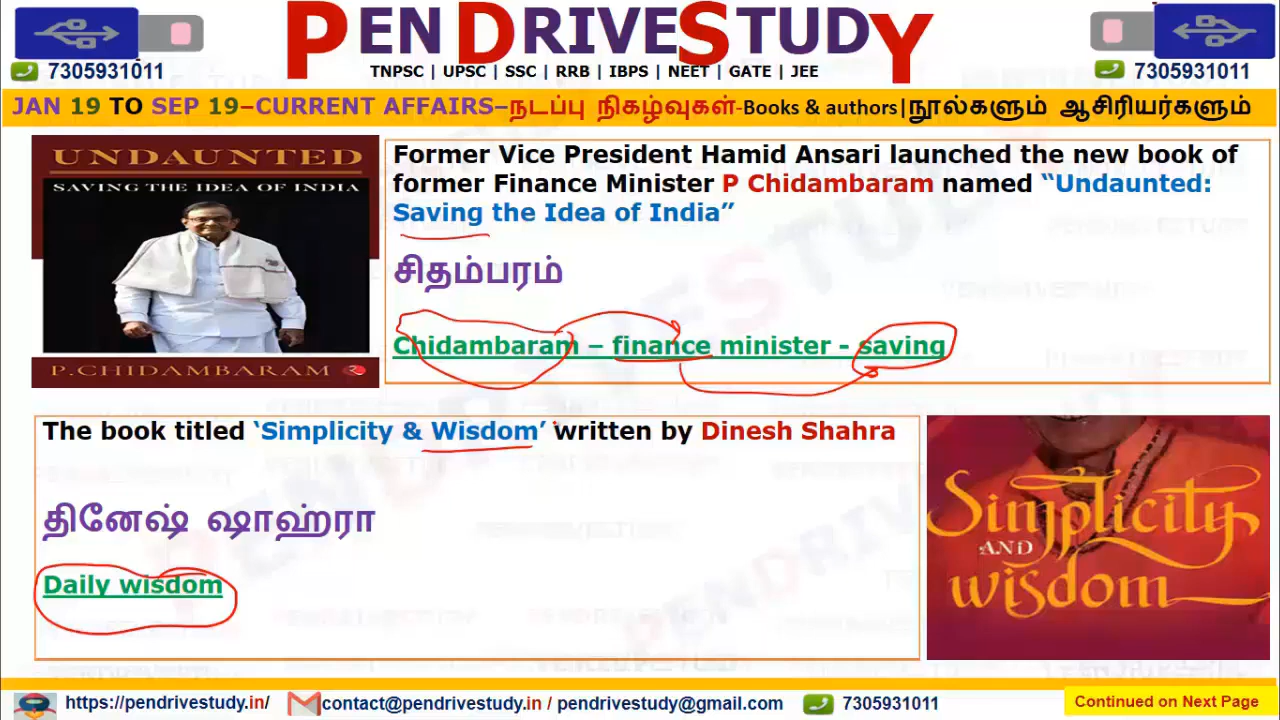 PENDRIVESTUDY
TNPSC | UPSC | SSC | RRB | IBPS | NEET | GATE | JEE
7305931011
7305931011
JAN 19 TO SEP 19–CURRENT AFFAIRS–நடப்பு நிகழ்வுகள்-Books & authors|நூல்களும் ஆசிரியர்களும்
UNDAUNTED
SAVING THE IDEA OF INDIA
P.CHIDAMBARAM
Former Vice President Hamid Ansari launched the new book of
former Finance Minister P Chidambaram named “Undaunted:
Saving the Idea of India”
சிதம்பரம்
Chidambaram – finance minister - saving
The book titled ‘Simplicity & Wisdom’ written by Dinesh Shahra
தினேஷ் ஷாஹ்ரா
Daily wisdom
Simplicity
AND
wisdom
https://pendrivestudy.in/
contact@pendrivestudy.in / pendrivestudy@gmail.com
7305931011
Continued on Next Page